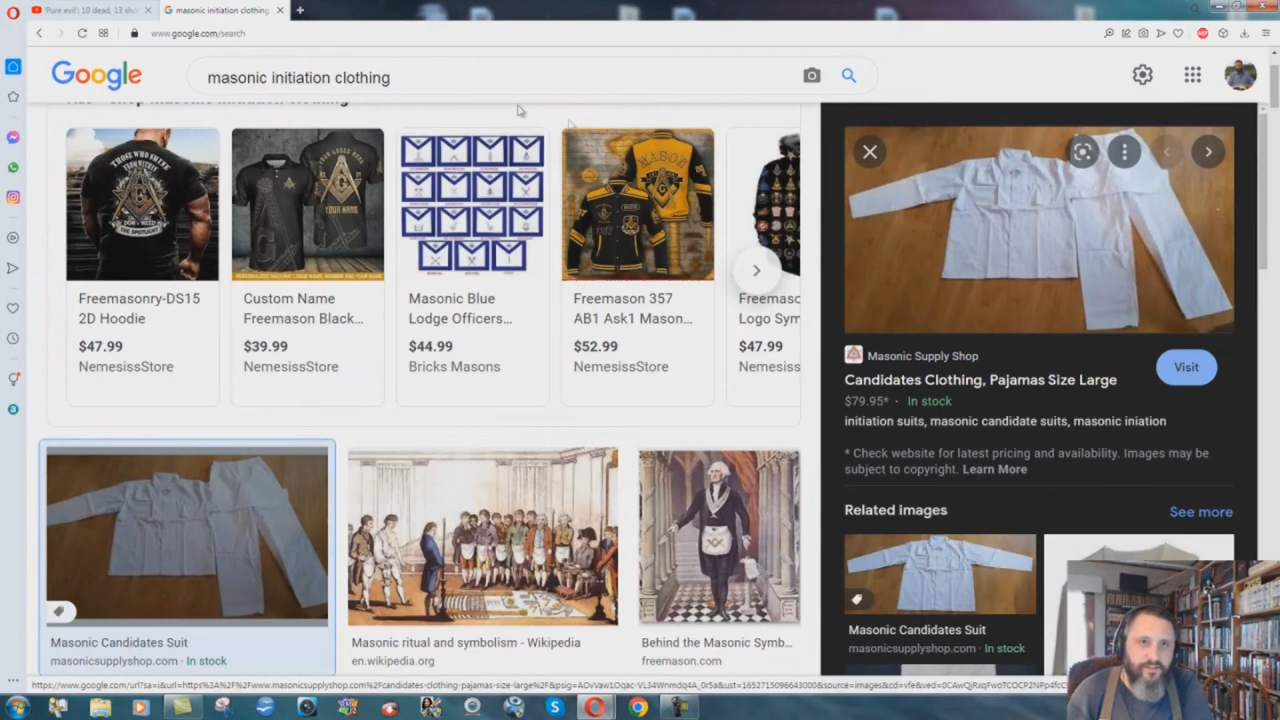 'Pure evil': 10 dead, 13 sho
masonic initiation clothing
www.google.com/search
Google
masonic initiation clothing
Freemasonry-DS15
2D Hoodie
$47.99
NemesissStore
Custom Name
Freemason Black...
$39.99
NemesissStore
Masonic Blue
Lodge Officers...
$44.99
Bricks Masons
Freemason 357
AB1 Ask1 Mason...
$52.99
NemesissStore
Freemaso
Logo Sym
$47.99
Nemesiss
Masonic Supply Shop
Visit
Candidates Clothing, Pajamas Size Large
$79.95* · In stock
initiation suits, masonic candidate suits, masonic iniation
* Check website for latest pricing and availability. Images may be
subject to copyright. Learn More
Related images
See more
Masonic Candidates Suit
masonicsupplyshop.com · In stock
Masonic ritual and symbolism - Wikipedia
en.wikipedia.org
Behind the Masonic Symb...
freemason.com
Masonic Candidates Suit
masonicsupplyshop.com · In stock